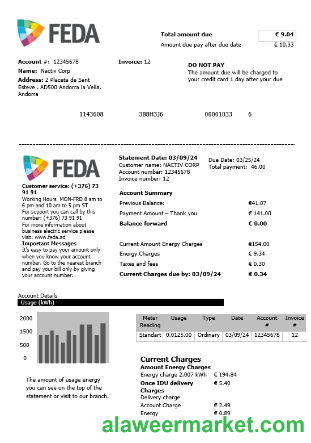 FEDA
Total amount due € 9.04
Amount due pay after due date € 10.33
Account #: 12345678
Invoice: 12
Name: Nactiv Corp
Address: 2 Placeta de Sant
Esteve , AD500 Andorra la Vella,
Andorra
DO NOT PAY
The amount due will be charged to
your credit card 1 day after your due
1143608 388H3J6 00001033 6
FEDA
Customer service: (+376) 73
91 91
Hours Working: MON-FRD 8 am to
6 pm and 10 am to 5 pm ST
For support you can call by this
number: (+376) 73 91 91
For more information about
business electric service please
visit: www.feda.ad
Important Messages
It's easy to pay your amount only
when you know your account
number. Go to the nearest branch
and pay your bill only by giving
your account number.
Statement Date: 03/09/24
Customer name: NACTIV CORP
Account number: 12345678
Invoice number: 12
Due Date: 03/25/24
Total payment: 46.00
Account Summary
Previous Balance: €41.07
Payment Amount – Thank you € 141.00
Balance forward € 0.00
Current Amount Energy Charges €154.00
Energy Charges € 9.34
Taxes and fees € 0.30
Current Charges due by: 03/09/24 € 0.34
Account Details
Usage (kWh)
2000
1500
500
0
The amount of usage energy
you can see on the top of the
statement or visit to our branch.
Meter Reading Usage Type Date Account # Invoice #
Standart 0.0125.00 Ordinary 03/09/24 12345678 12
Current Charges
Amount Energy Charges
Energy charge 2.007 kWh € 194.84
Once IDU delivery € 5.40
Charges
Delivery charge
Account Charge € 2.49
Energy € 0.89
alaweermarket.com